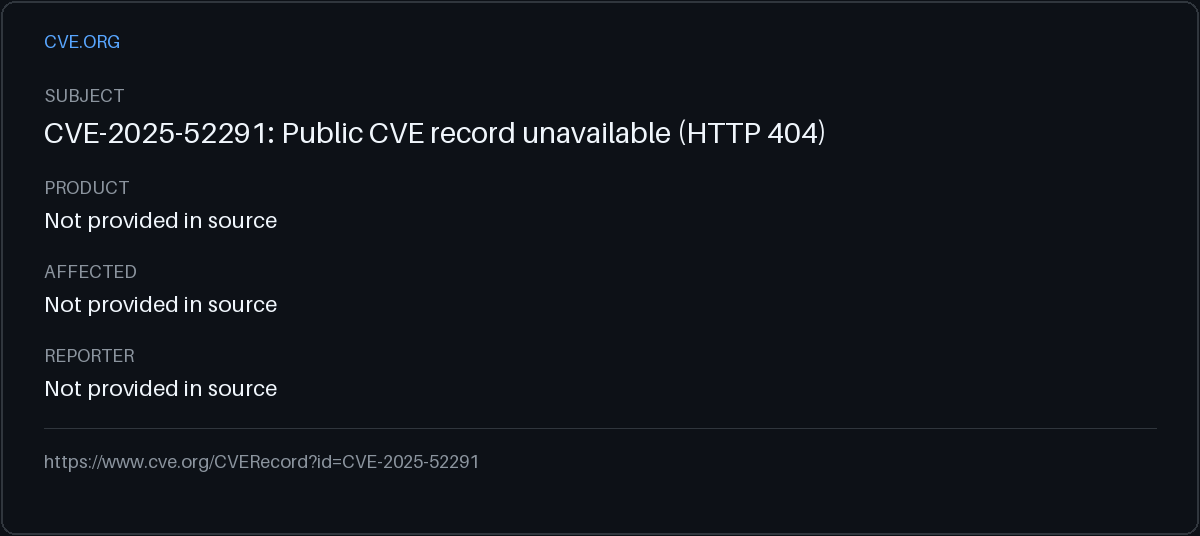 CVE.ORG
SUBJECT
CVE-2025-52291: Public CVE record unavailable (HTTP 404)
PRODUCT
Not provided in source
AFFECTED
Not provided in source
REPORTER
Not provided in source
https://www.cve.org/CVERecord?id=CVE-2025-52291